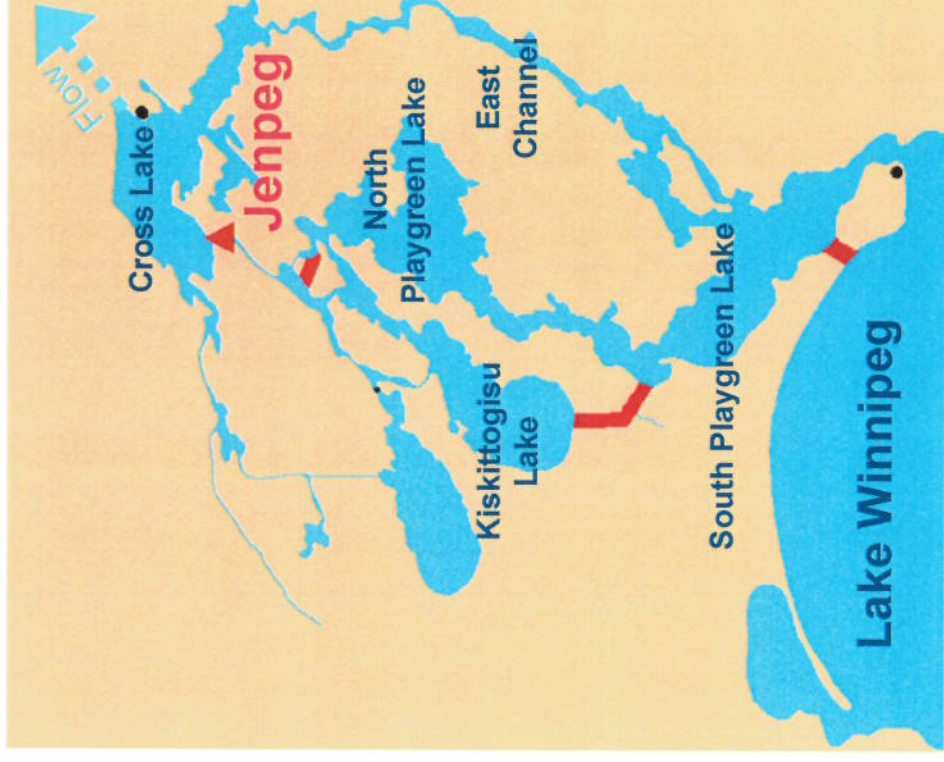 Flow
Cross Lake
Jenpeg
North
Playgreen Lake
East
Channel
Kiskittogisu
Lake
South Playgreen Lake
Lake Winnipeg